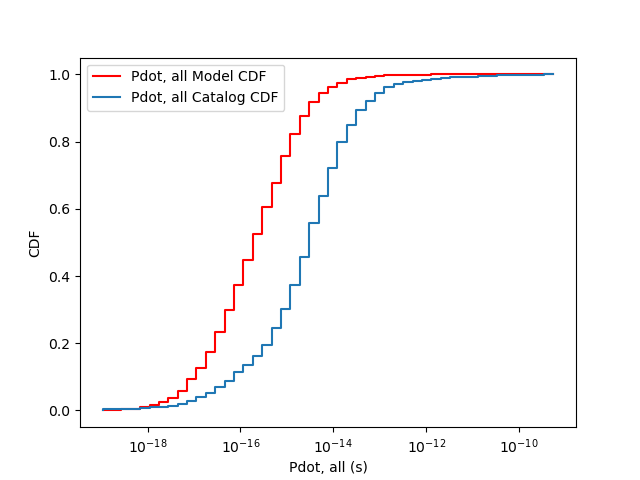 Pdot, all Model CDF
Pdot, all Catalog CDF
1.0
0.8
0.6
0.4
0.2
0.0
CDF
10⁻¹⁸
10⁻¹⁶
10⁻¹⁴
10⁻¹²
10⁻¹⁰
Pdot, all (s)